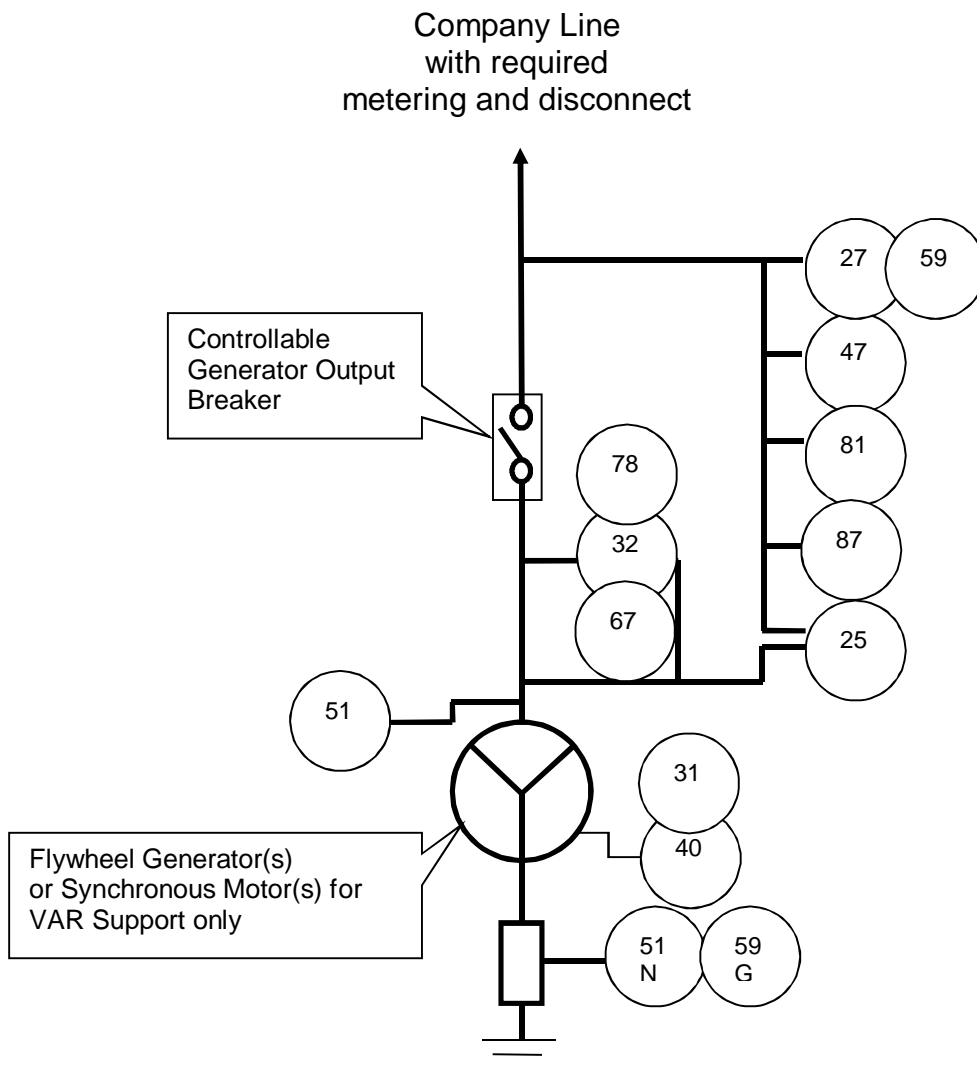 Company Line
with required
metering and disconnect
27
59
Controllable
Generator Output
Breaker
47
81
78
32
87
67
25
51
31
40
Flywheel Generator(s)
or Synchronous Motor(s) for
VAR Support only
51
N
59
G